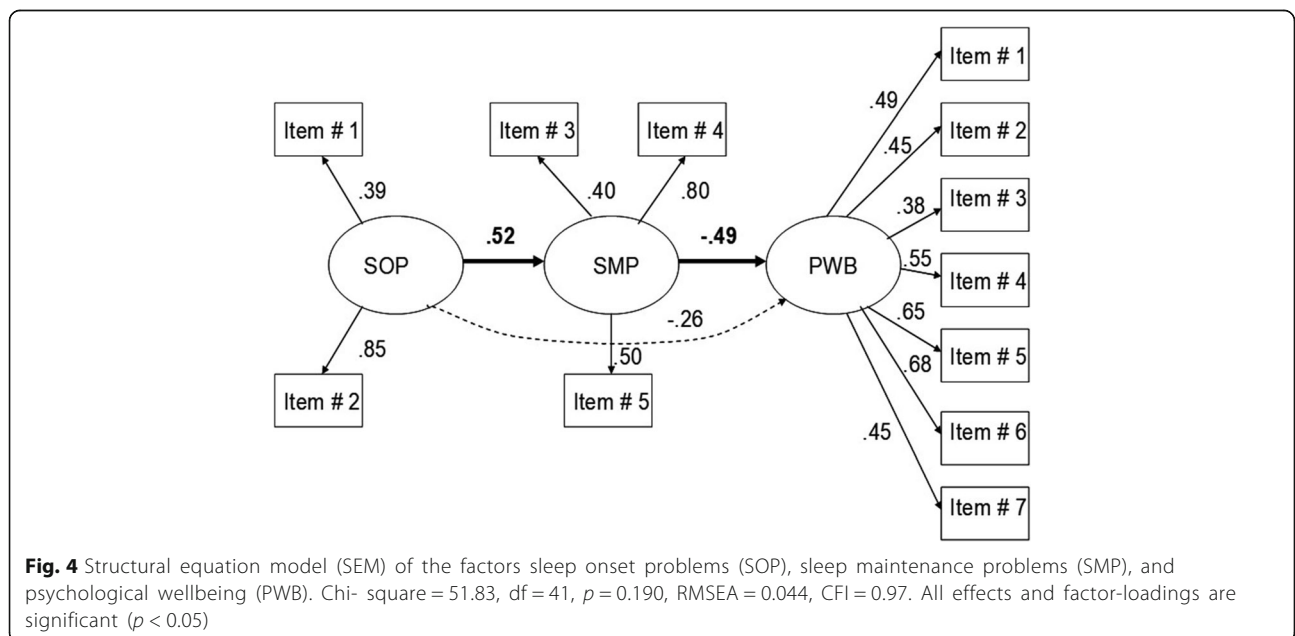 Item # 1
.49
Item # 1
Item # 3
Item # 4
Item # 2
.45
.39
.40
.80
.38
Item # 3
SOP
.52
SMP
-.49
PWB
.55
Item # 4
-.26
.65
Item # 5
.85
.50
.68
Item # 2
Item # 5
.45
Item # 6
Item # 7
Fig. 4 Structural equation model (SEM) of the factors sleep onset problems (SOP), sleep maintenance problems (SMP), and
psychological wellbeing (PWB). Chi- square = 51.83, df = 41, p = 0.190, RMSEA = 0.044, CFI = 0.97. All effects and factor-loadings are
significant (p < 0.05)